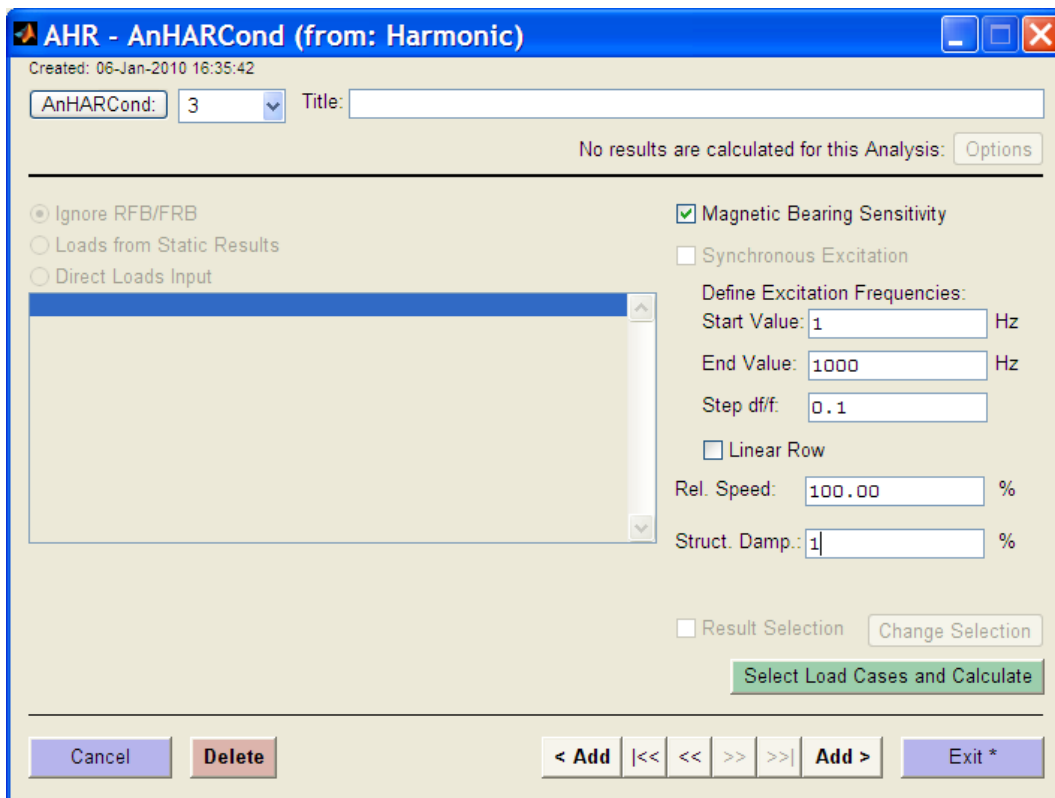 AHR - AnHARCond (from: Harmonic)
Created: 06-Jan-2010 16:35:42
AnHARCond: 3 Title:
No results are calculated for this Analysis: Options
Ignore RFB/FRB
Magnetic Bearing Sensitivity
Loads from Static Results
Synchronous Excitation
Direct Loads Input
Define Excitation Frequencies:
Start Value: 1 Hz
End Value: 1000 Hz
Step df/f: 0.1
Linear Row
Rel. Speed: 100.00 %
Struct. Damp.: 1 %
Result Selection Change Selection
Select Load Cases and Calculate
Cancel Delete < Add |<< << >> >>| Add > Exit *